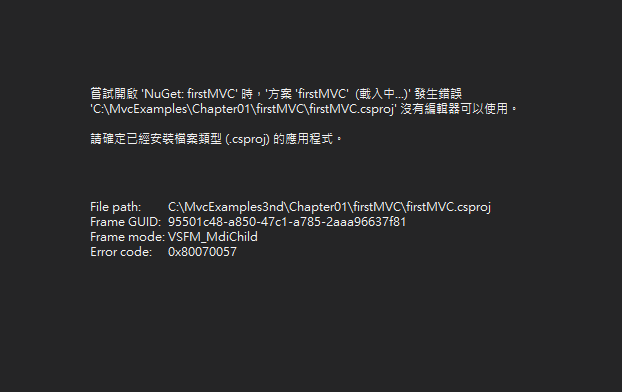 嘗試開啟 'NuGet: firstMVC' 時，'方案 'firstMVC'  (載入中...)' 發生錯誤
'C:\MvcExamples\Chapter01\firstMVC\firstMVC.csproj' 沒有編輯器可以使用。
請確定已經安裝檔案類型 (.csproj) 的應用程式。
File path: C:\MvcExamples3nd\Chapter01\firstMVC\firstMVC.csproj
Frame GUID: 95501c48-a850-47c1-a785-2aaa96637f81
Frame mode: VSFM_MdiChild
Error code: 0x80070057